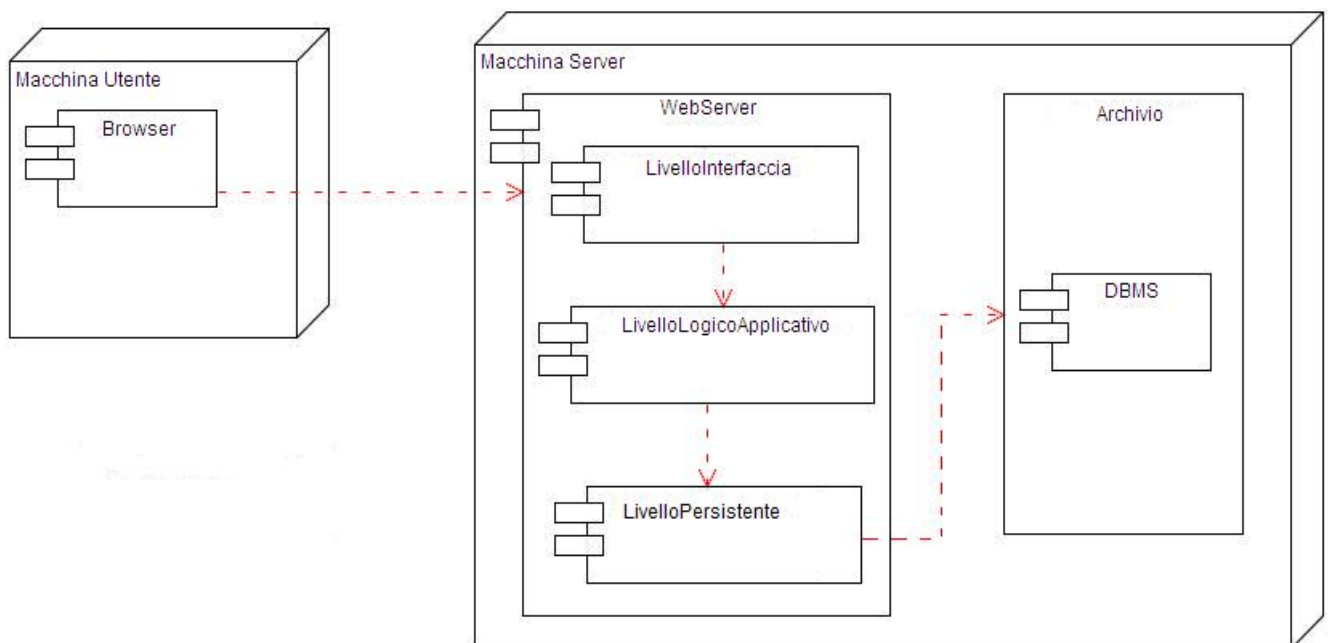 Macchina Utente
Browser
Macchina Server
WebServer
LivelloInterfaccia
LivelloLogicoApplicativo
LivelloPersistente
Archivio
DBMS